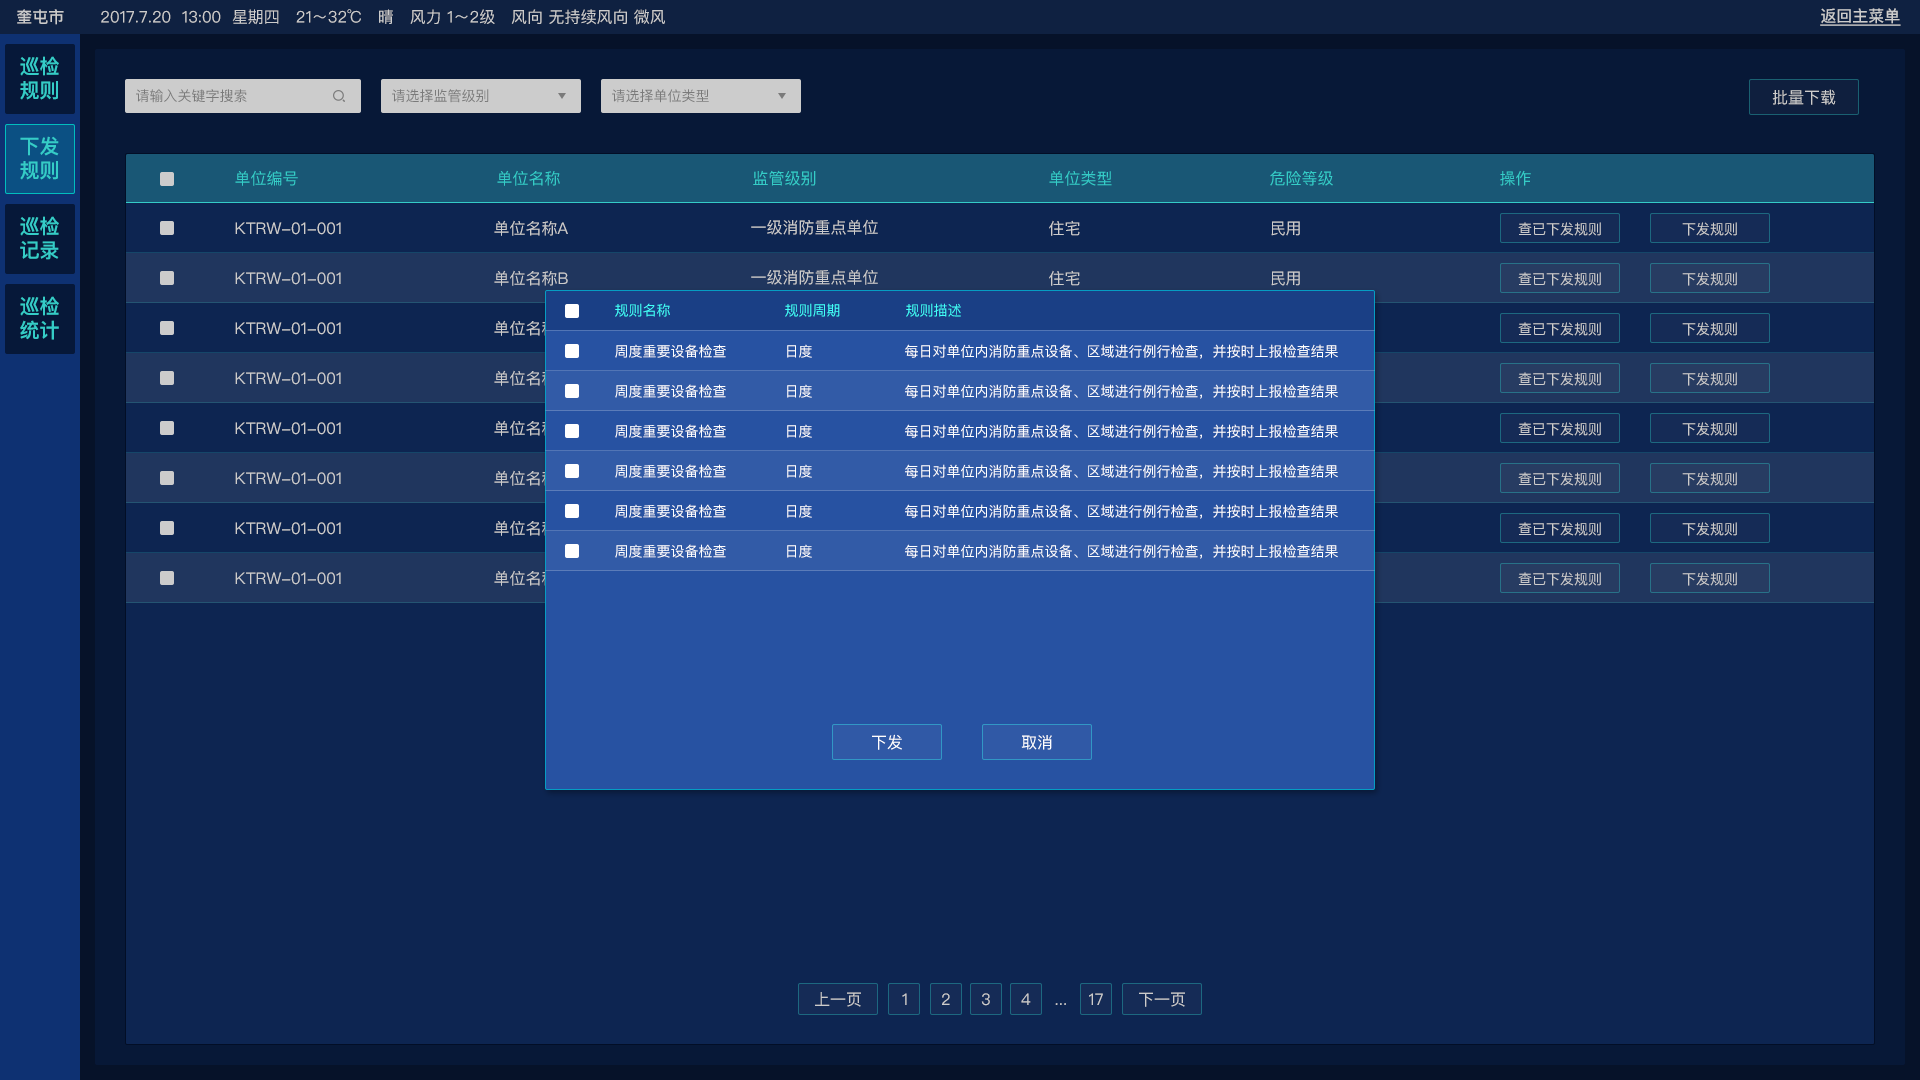 奎屯市 2017.7.20 13:00 星期四 21～32℃ 晴 风力 1～2级 风向 无持续风向 微风 返回主菜单
巡检
规则
下发
规则
巡检
记录
巡检
统计
请输入关键字搜索 请选择监管级别 请选择单位类型 批量下载
单位编号 单位名称 监管级别 单位类型 危险等级 操作
KTRW-01-001 单位名称A 一级消防重点单位 住宅 民用 查已下发规则 下发规则
KTRW-01-001 单位名称B 一级消防重点单位 住宅 民用 查已下发规则 下发规则
KTRW-01-001 单位名 查已下发规则 下发规则
KTRW-01-001 单位名 查已下发规则 下发规则
KTRW-01-001 单位名 查已下发规则 下发规则
KTRW-01-001 单位名 查已下发规则 下发规则
KTRW-01-001 单位名 查已下发规则 下发规则
KTRW-01-001 单位名 查已下发规则 下发规则
规则名称 规则周期 规则描述
周度重要设备检查 日度 每日对单位内消防重点设备、区域进行例行检查，并按时上报检查结果
周度重要设备检查 日度 每日对单位内消防重点设备、区域进行例行检查，并按时上报检查结果
周度重要设备检查 日度 每日对单位内消防重点设备、区域进行例行检查，并按时上报检查结果
周度重要设备检查 日度 每日对单位内消防重点设备、区域进行例行检查，并按时上报检查结果
周度重要设备检查 日度 每日对单位内消防重点设备、区域进行例行检查，并按时上报检查结果
周度重要设备检查 日度 每日对单位内消防重点设备、区域进行例行检查，并按时上报检查结果
下发 取消
上一页 1 2 3 4 ... 17 下一页